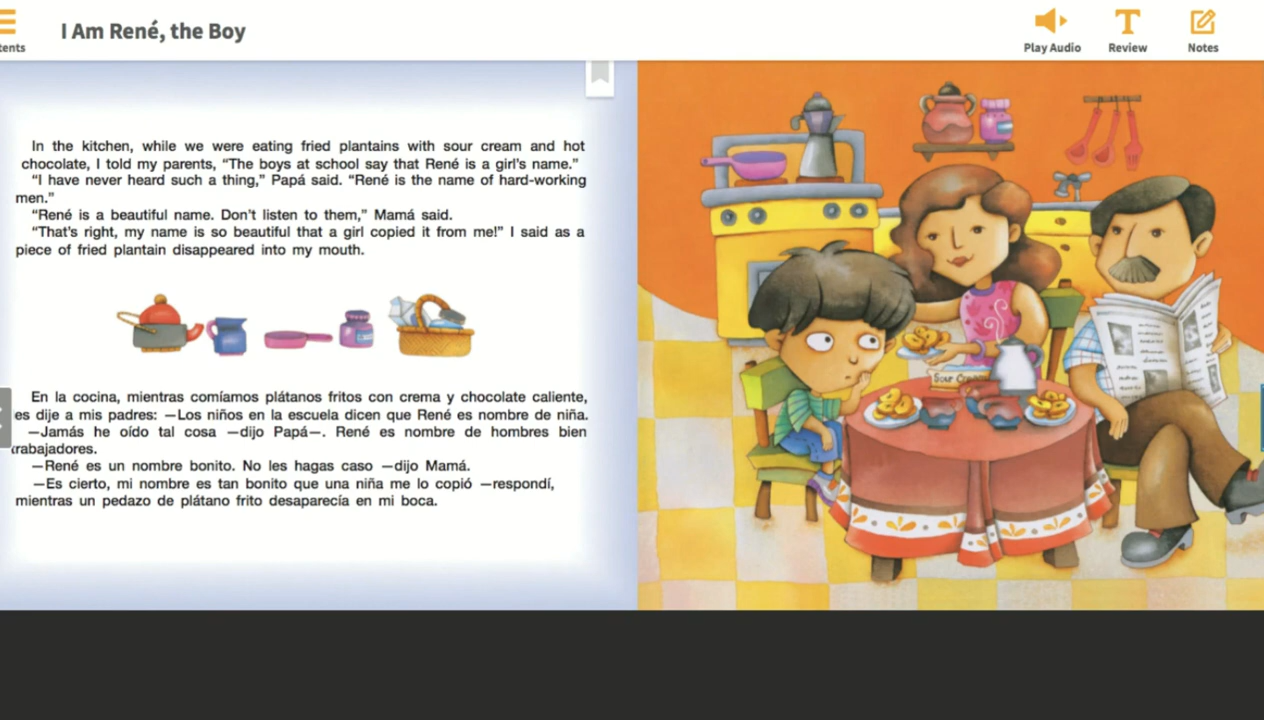 I Am René, the Boy
tents
Play Audio
Review
Notes
In the kitchen, while we were eating fried plantains with sour cream and hot
chocolate, I told my parents, “The boys at school say that René is a girl’s name.”
“I have never heard such a thing,” Papá said. “René is the name of hard-working
men.”
“René is a beautiful name. Don’t listen to them,” Mamá said.
“That’s right, my name is so beautiful that a girl copied it from me!” I said as a
piece of fried plantain disappeared into my mouth.
En la cocina, mientras comíamos plátanos fritos con crema y chocolate caliente,
es dije a mis padres: —Los niños en la escuela dicen que René es nombre de niña.
—Jamás he oído tal cosa —dijo Papá—. René es nombre de hombres bien
trabajadores.
—René es un nombre bonito. No les hagas caso —dijo Mamá.
—Es cierto, mi nombre es tan bonito que una niña me lo copió —respondí,
mientras un pedazo de plátano frito desaparecía en mi boca.
Sour